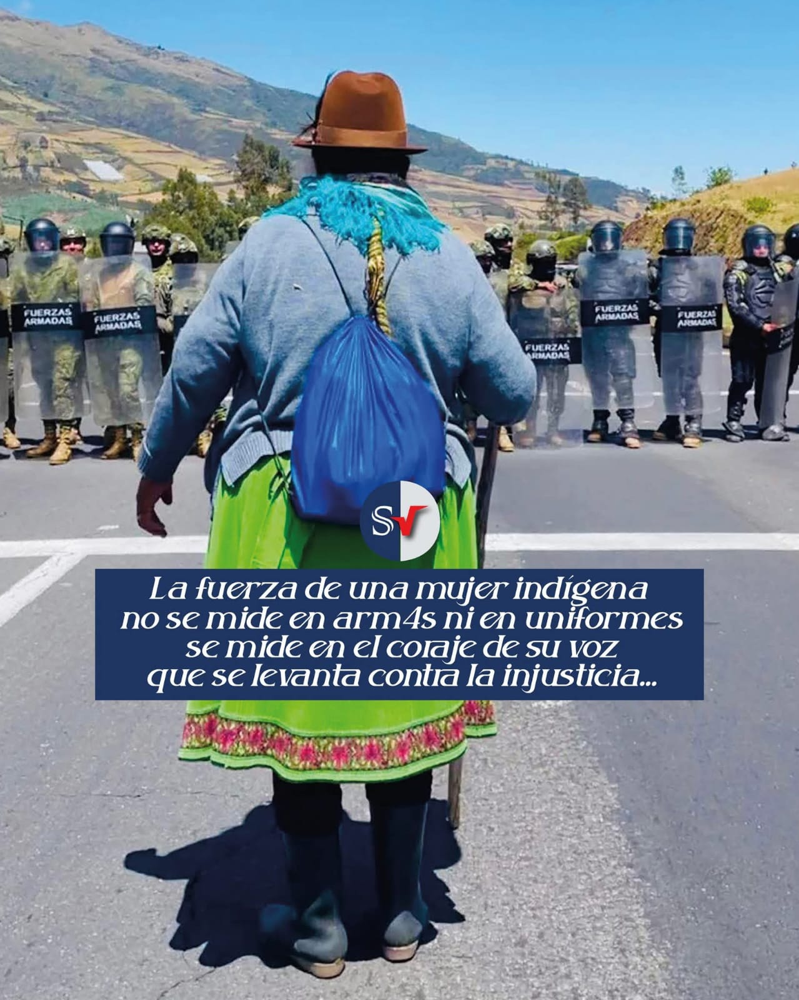 FUERZAS
ARMADAS
FUERZAS
ARMADAS
FUERZAS
ARMADAS
FUERZAS
ARMADAS
FUERZAS
ARMADAS
SV
La fuerza de una mujer indígena
no se mide en arm4s ni en uniformes
se mide en el coraje de su voz
que se levanta contra la injusticia...